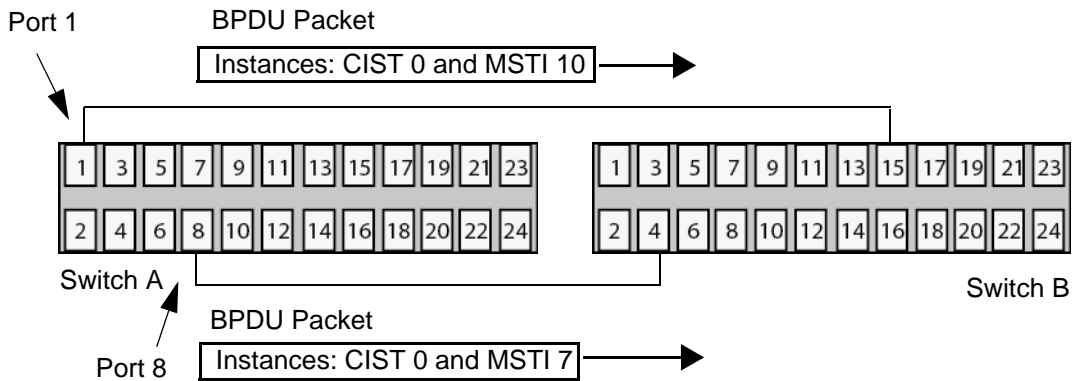 Port 1
BPDU Packet
Instances: CIST 0 and MSTI 10
1 3 5 7 9 11 13 15 17 19 21 23
2 4 6 8 10 12 14 16 18 20 22 24
1 3 5 7 9 11 13 15 17 19 21 23
2 4 6 8 10 12 14 16 18 20 22 24
Switch A
Switch B
BPDU Packet
Port 8
Instances: CIST 0 and MSTI 7